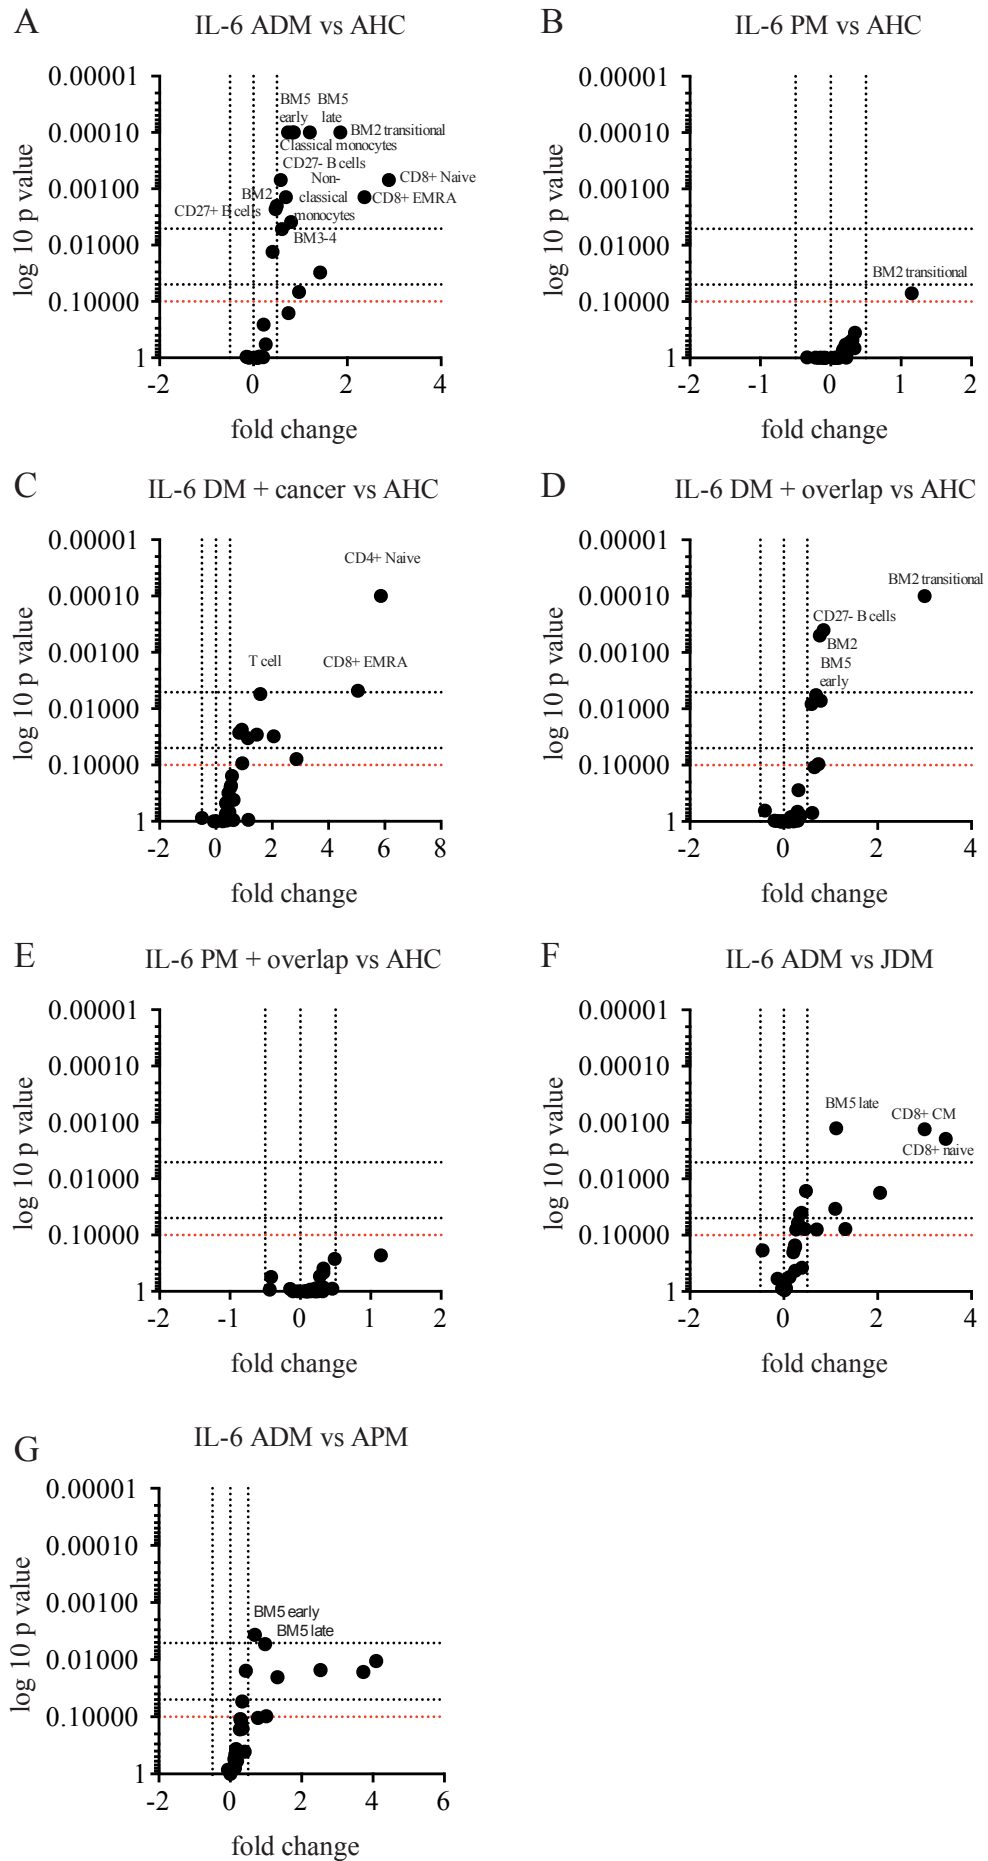 A
IL-6 ADM vs AHC
0.00001
0.00010
0.00100
0.01000
0.10000
1
log 10 p value
BM5 early
BM5 late
BM2 transitional
Classical monocytes
CD27- B cells
Non-classical monocytes
CD8+ Naive
CD8+ EMRA
BM2
CD27+ B cells
BM3-4
-2 0 2 4
fold change
B
IL-6 PM vs AHC
0.00001
0.00010
0.00100
0.01000
0.10000
1
log 10 p value
BM2 transitional
-2 -1 0 1 2
fold change
C
IL-6 DM + cancer vs AHC
0.00001
0.00010
0.00100
0.01000
0.10000
1
log 10 p value
CD4+ Naive
T cell
CD8+ EMRA
-2 0 2 4 6 8
fold change
D
IL-6 DM + overlap vs AHC
0.00001
0.00010
0.00100
0.01000
0.10000
1
log 10 p value
BM2 transitional
CD27- B cells
BM2
BM5
early
-2 0 2 4
fold change
E
IL-6 PM + overlap vs AHC
0.00001
0.00010
0.00100
0.01000
0.10000
1
log 10 p value
-2 -1 0 1 2
fold change
F
IL-6 ADM vs JDM
0.00001
0.00010
0.00100
0.01000
0.10000
1
log 10 p value
BM5 late
CD8+ CM
CD8+ naive
-2 0 2 4
fold change
G
IL-6 ADM vs APM
0.00001
0.00010
0.00100
0.01000
0.10000
1
log 10 p value
BM5 early
BM5 late
-2 0 2 4 6
fold change